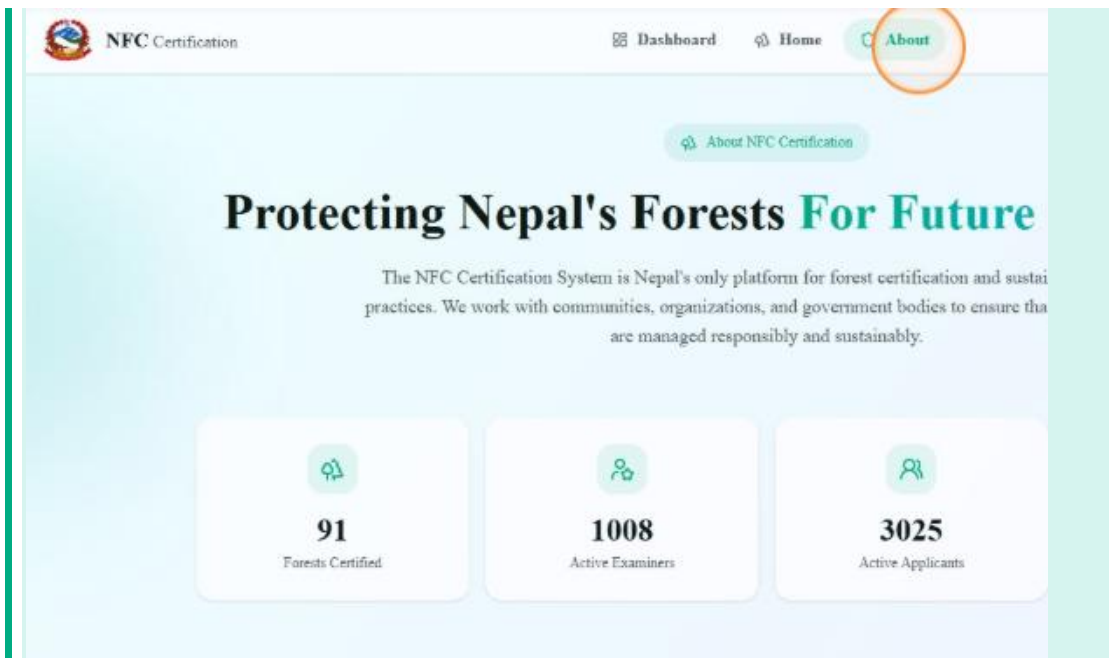 NFC Certification
Dashboard Home About
About NFC Certification
Protecting Nepal's Forests For Future
The NFC Certification System is Nepal's only platform for forest certification and sustai
practices. We work with communities, organizations, and government bodies to ensure tha
are managed responsibly and sustainably.
91
Forests Certified
1008
Active Examiners
3025
Active Applicants